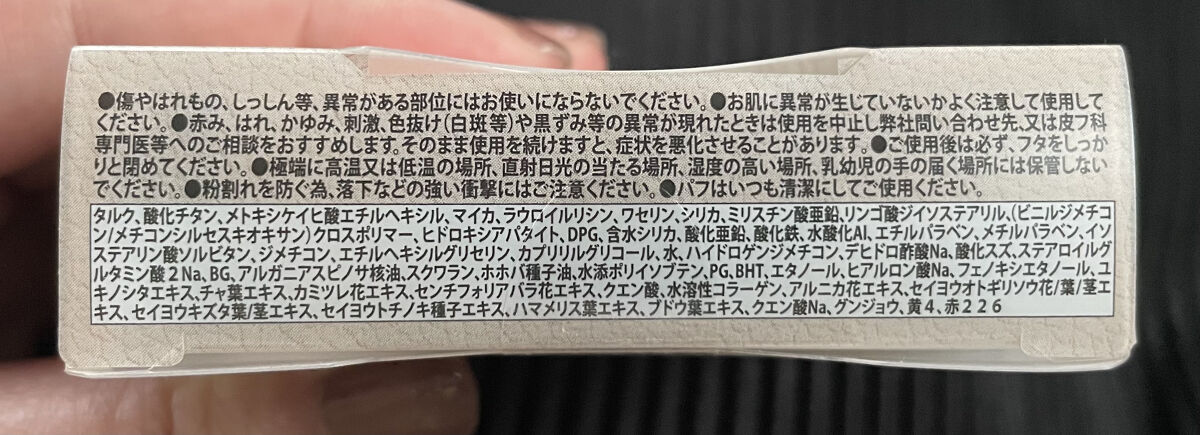 ●傷やはれもの、しっしん等、異常がある部位にはお使いにならないでください。●お肌に異常が生じていないかよく注意して使用して
ください。●赤み、はれ、かゆみ、刺激、色抜け(白斑等)や黒ずみ等の異常が現れたときは使用を中止し弊社問い合わせ先、又は皮フ科
専門医等へのご相談をおすすめします。そのまま使用を続けますと、症状を悪化させることがあります。●ご使用後は必ず、フタをしっか
りと閉めてください。●極端に高温又は低温の場所、直射日光の当たる場所、湿度の高い場所、乳幼児の手の届く場所には保管しない
でください。●粉割れを防ぐ為、落下などの強い衝撃にはご注意ください。●パフはいつも清潔にしてご使用ください。
タルク、酸化チタン、メトキシケイヒ酸エチルヘキシル、マイカ、ラウロイルリシン、ワセリン、シリカ、ミリスチン酸亜鉛、リンゴ酸ジイソステアリル、(ビニルジメチコ
ン/メチコンシルセスキオキサン)クロスポリマー、ヒドロキシアパタイト、DPG、含水シリカ、酸化亜鉛、酸化鉄、水酸化Al、エチルパラベン、メチルパラベン、イソ
ステアリン酸ソルビタン、ジメチコン、エチルヘキシルグリセリン、カプリリルグリコール、水、ハイドロゲンジメチコン、デヒドロ酢酸Na、酸化スズ、ステアロイルグ
ルタミン酸2Na、BG、アルガニアスピノサ核油、スクワラン、ホホバ種子油、水添ポリイソブテン、PG、BHT、エタノール、ヒアルロン酸Na、フェノキシエタノール、ユ
キノシタエキス、チャ葉エキス、カミツレ花エキス、センチフォリアバラ花エキス、クエン酸、水溶性コラーゲン、アルニカ花エキス、セイヨウオトギリソウ花/葉/茎エ
キス、セイヨウキズタ葉/茎エキス、セイヨウトチノキ種子エキス、ハマメリス葉エキス、ブドウ葉エキス、クエン酸Na、グンジョウ、黄4、赤226